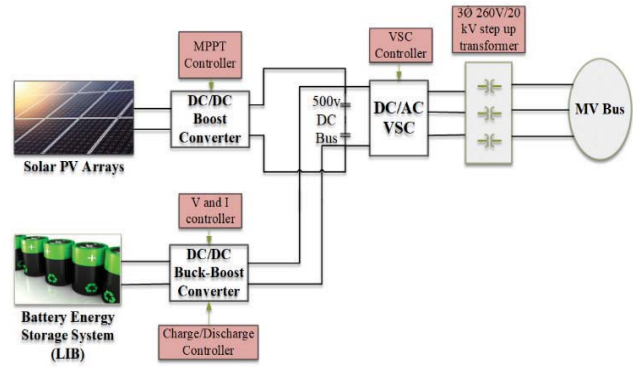 MPPT
Controller
DC/DC
Boost
Converter
Solar PV Arrays
500v
DC
Bus
VSC
Controller
DC/AC
VSC
3Ø 260V/20
kV step up
transformer
MV Bus
V and I
controller
DC/DC
Buck-Boost
Converter
Charge/Discharge
Controller
Battery Energy
Storage System
(LIB)